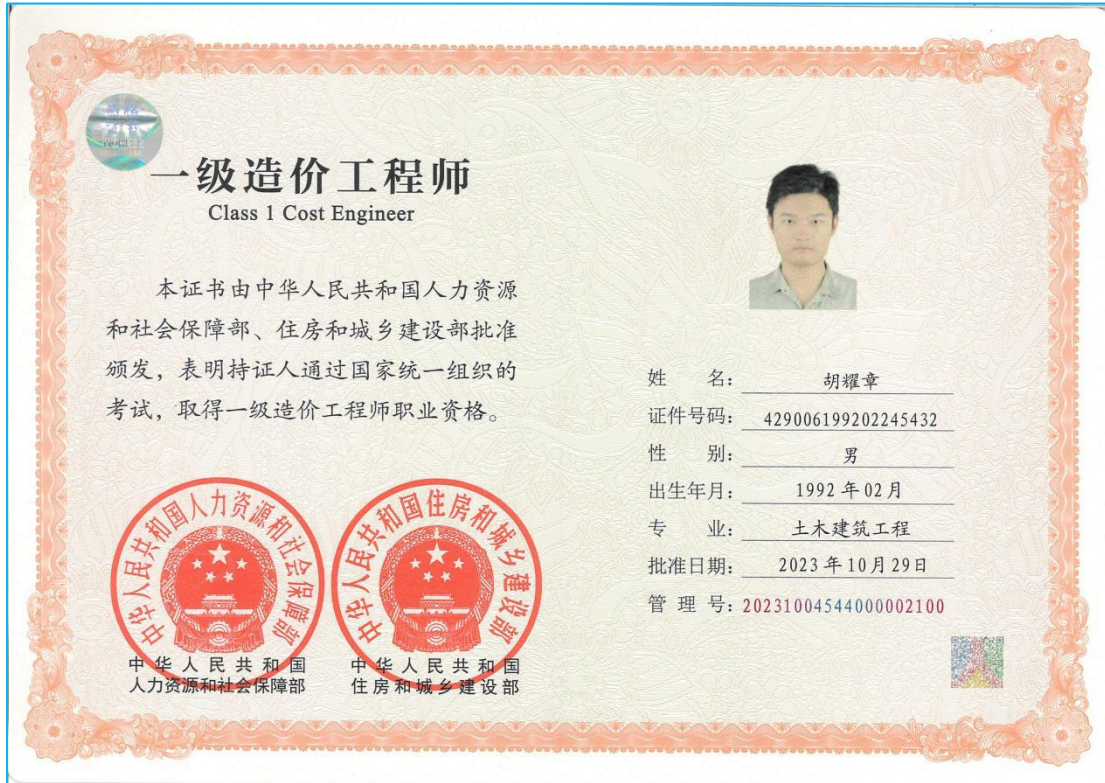 一级造价工程师
Class 1 Cost Engineer
本证书由中华人民共和国人力资源
和社会保障部、住房和城乡建设部批准
颁发，表明持证人通过国家统一组织的
考试，取得一级造价工程师职业资格。
中华人民共和国人力资源和社会保障部
中华人民共和国
人力资源和社会保障部
中华人民共和国住房和城乡建设部
中华人民共和国
住房和城乡建设部
姓 名： 胡耀章
证件号码： 429006199202245432
性 别： 男
出生年月： 1992年02月
专 业： 土木建筑工程
批准日期： 2023年10月29日
管 理 号：20231004544000002100